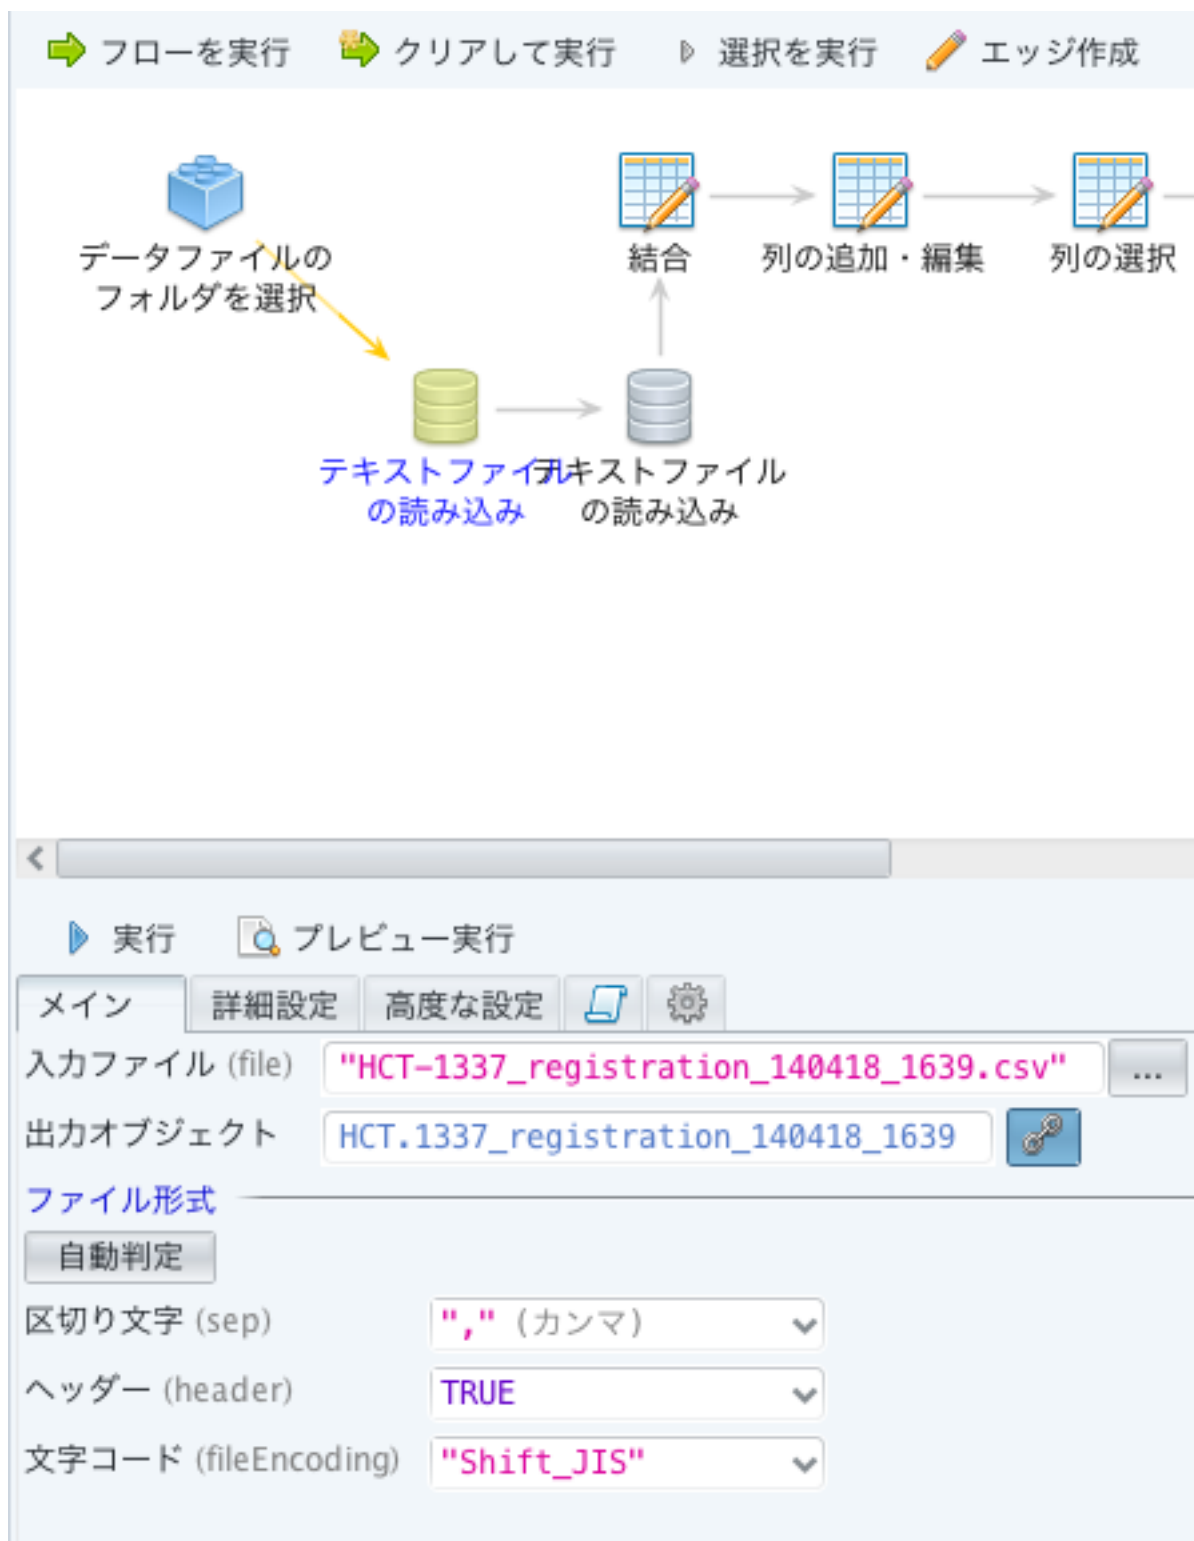 フローを実行 クリアして実行 選択を実行 エッジ作成
データファイルの
フォルダを選択
結合
列の追加・編集
列の選択
テキストファイル
の読み込み
テキストファイル
の読み込み
実行 プレビュー実行
メイン 詳細設定 高度な設定
入力ファイル (file) "HCT-1337_registration_140418_1639.csv" ...
出力オブジェクト HCT.1337_registration_140418_1639
ファイル形式
自動判定
区切り文字 (sep) "," (カンマ)
ヘッダー (header) TRUE
文字コード (fileEncoding) "Shift_JIS"